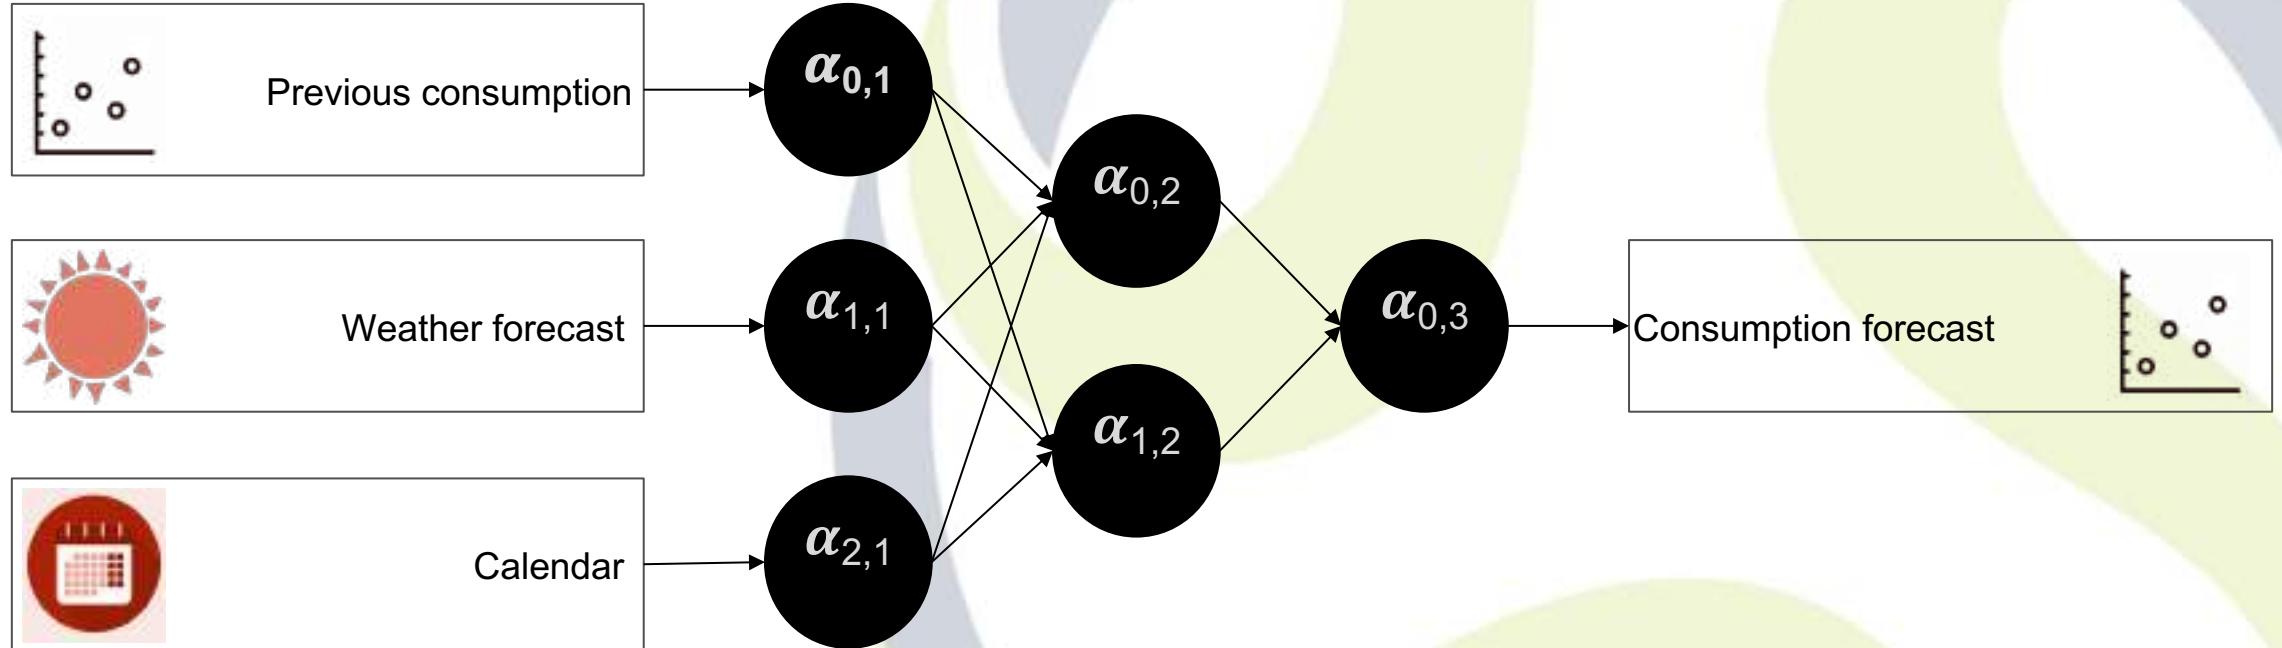 Previous consumption
α0,1
α0,2
Weather forecast
α1,1
α0,3
Consumption forecast
α1,2
Calendar
α2,1